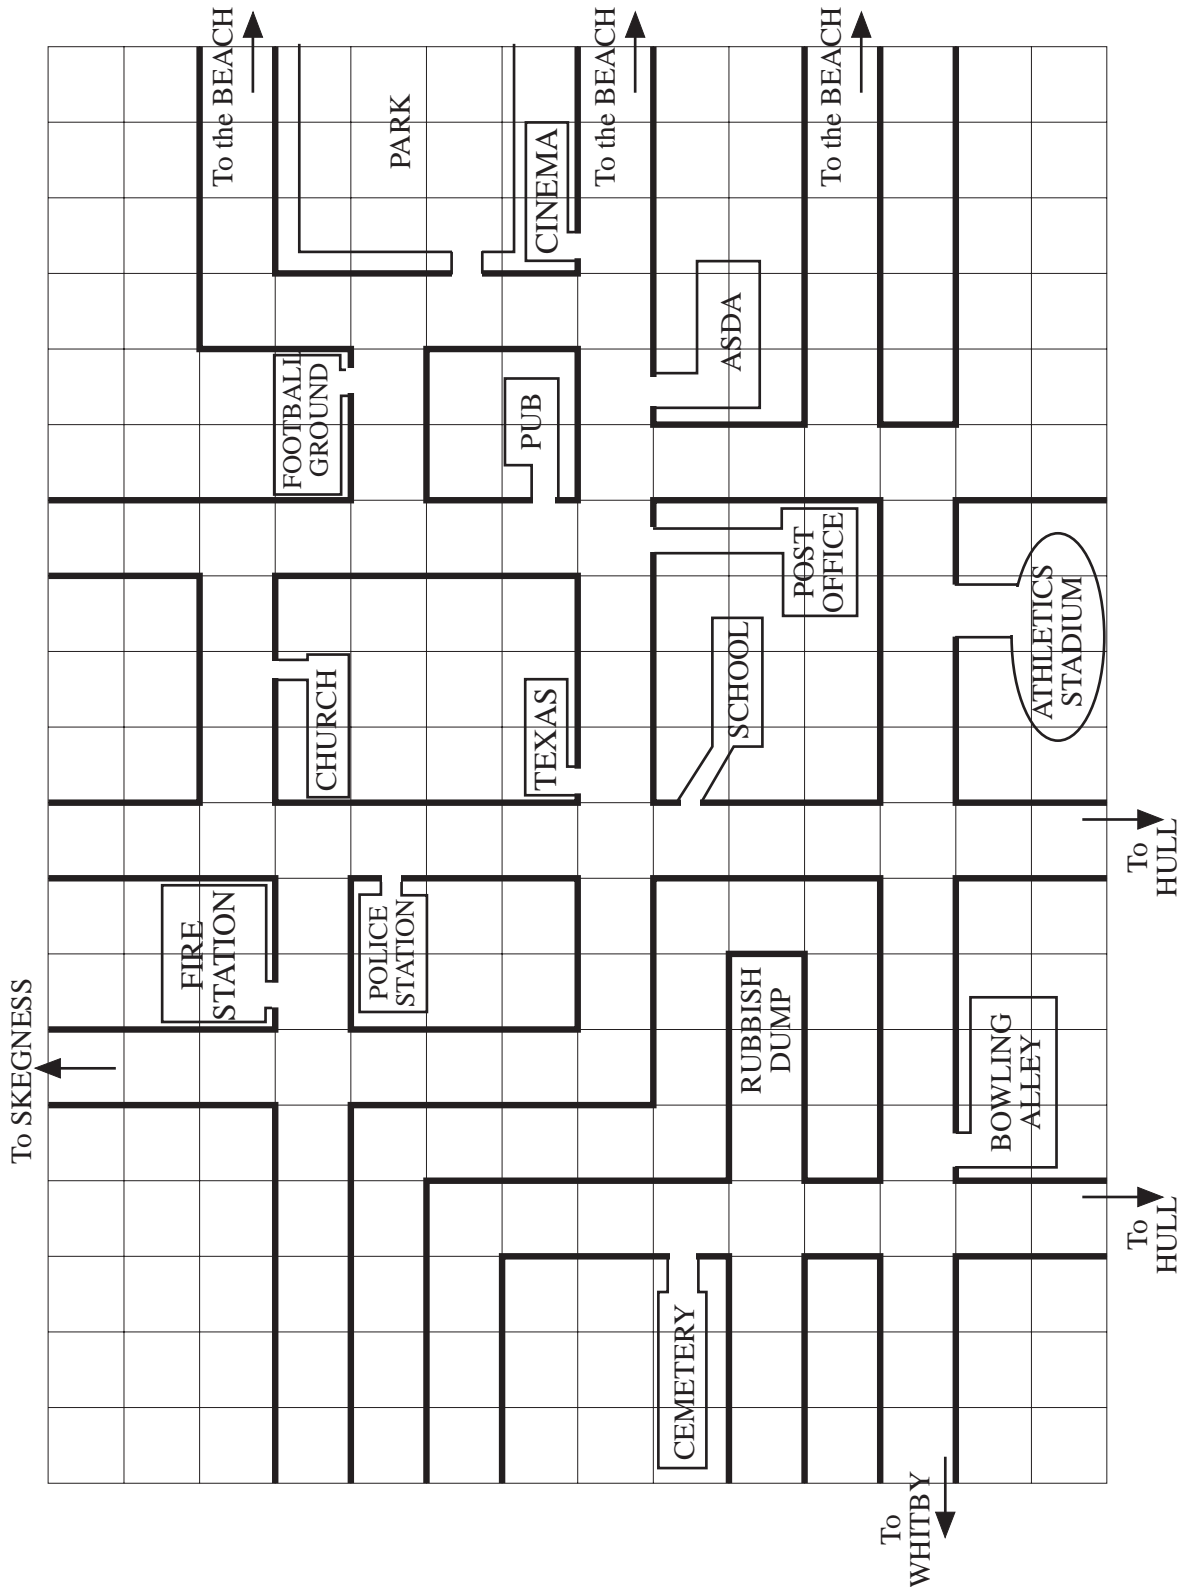 To SKEGNESS
FIRE
STATION
To the BEACH
FOOTBALL
GROUND
CHURCH
POLICE
STATION
PARK
PUB
TEXAS
CINEMA
To the BEACH
CEMETERY
ASDA
SCHOOL
RUBBISH
DUMP
POST
OFFICE
To the BEACH
To
WHITBY
BOWLING
ALLEY
ATHLETICS
STADIUM
To
HULL
To
HULL